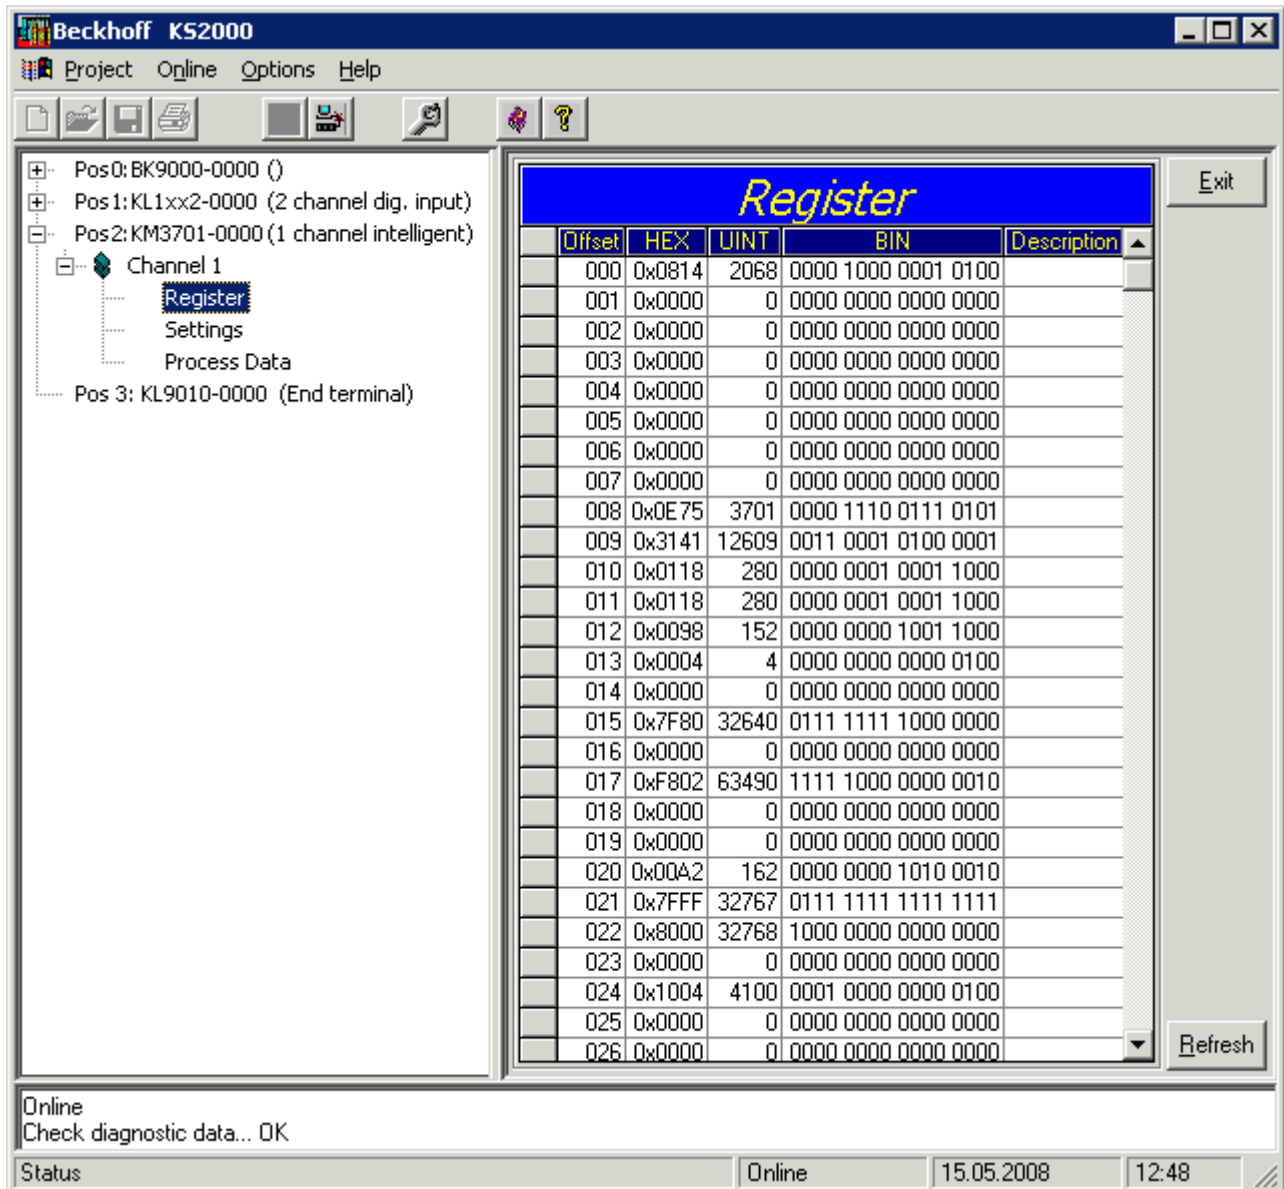 Beckhoff KS2000
Project Online Options Help
Pos0: BK9000-0000 ()
Pos1: KL1xx2-0000 (2 channel dig. input)
Pos2: KM3701-0000 (1 channel intelligent)
Channel 1
Register
Settings
Process Data
Pos 3: KL9010-0000 (End terminal)
Register
Offset HEX UINT BIN Description
000 0x0814 2068 0000 1000 0001 0100
001 0x0000 0 0000 0000 0000 0000
002 0x0000 0 0000 0000 0000 0000
003 0x0000 0 0000 0000 0000 0000
004 0x0000 0 0000 0000 0000 0000
005 0x0000 0 0000 0000 0000 0000
006 0x0000 0 0000 0000 0000 0000
007 0x0000 0 0000 0000 0000 0000
008 0x0E75 3701 0000 1110 0111 0101
009 0x3141 12609 0011 0001 0100 0001
010 0x0118 280 0000 0001 0001 1000
011 0x0118 280 0000 0001 0001 1000
012 0x0098 152 0000 0000 1001 1000
013 0x0004 4 0000 0000 0000 0100
014 0x0000 0 0000 0000 0000 0000
015 0x7F80 32640 0111 1111 1000 0000
016 0x0000 0 0000 0000 0000 0000
017 0xF802 63490 1111 1000 0000 0010
018 0x0000 0 0000 0000 0000 0000
019 0x0000 0 0000 0000 0000 0000
020 0x00A2 162 0000 0000 1010 0010
021 0x7FFF 32767 0111 1111 1111 1111
022 0x8000 32768 1000 0000 0000 0000
023 0x0000 0 0000 0000 0000 0000
024 0x1004 4100 0001 0000 0000 0100
025 0x0000 0 0000 0000 0000 0000
026 0x0000 0 0000 0000 0000 0000
Exit
Refresh
Online
Check diagnostic data... OK
Status Online 15.05.2008 12:48